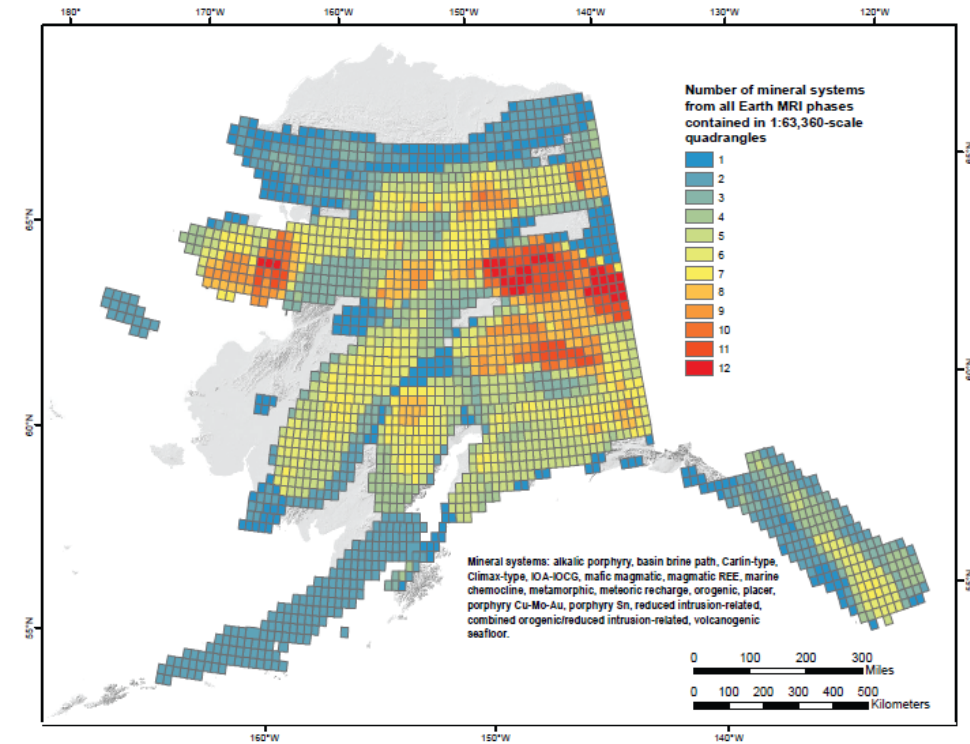 180°
170°W
160°W
150°W
140°W
130°W
120°W
Number of mineral systems
from all Earth MRI phases
contained in 1:63,360-scale
quadrangles
1
2
3
4
5
6
7
8
9
10
11
12
65°N
60°N
55°N
Mineral systems: alkalic porphyry, basin brine path, Carlin-type,
Climax-type, IOA-IOCG, mafic magmatic, magmatic REE, marine
chemocline, metamorphic, meteoric recharge, orogenic, placer,
porphyry Cu-Mo-Au, porphyry Sn, reduced intrusion-related,
combined orogenic/reduced intrusion-related, volcanogenic
seafloor.
0 100 200 300
Miles
0 100 200 300 400 500
Kilometers
160°W
150°W
140°W